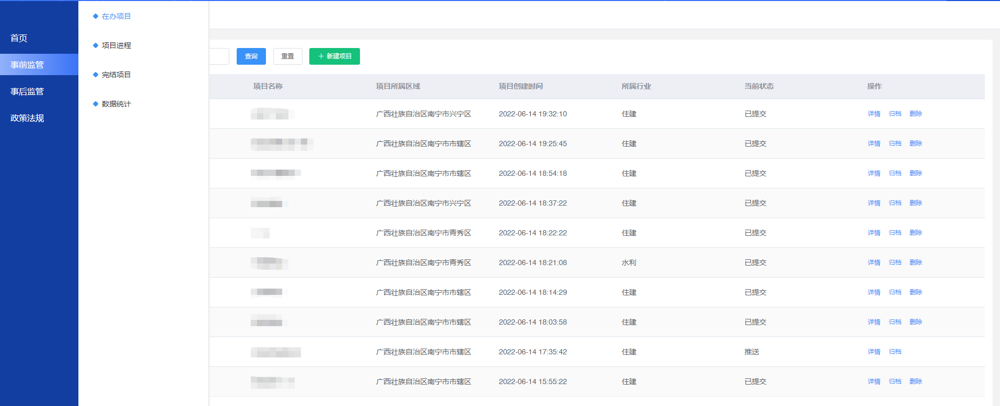 首页
事前监管
事后监管
政策法规
在办项目
项目进程
完结项目
数据统计
查询 重置 + 新建项目
项目名称 项目所属区域 项目创建时间 所属行业 当前状态 操作
广西壮族自治区南宁市兴宁区 2022-06-14 19:32:10 住建 已提交 详情 归档 删除
广西壮族自治区南宁市市辖区 2022-06-14 19:25:45 住建 已提交 详情 归档 删除
广西壮族自治区南宁市市辖区 2022-06-14 18:54:18 住建 已提交 详情 归档 删除
广西壮族自治区南宁市兴宁区 2022-06-14 18:37:22 住建 已提交 详情 归档 删除
广西壮族自治区南宁市青秀区 2022-06-14 18:22:22 住建 已提交 详情 归档 删除
广西壮族自治区南宁市青秀区 2022-06-14 18:21:08 水利 已提交 详情 归档 删除
广西壮族自治区南宁市市辖区 2022-06-14 18:14:29 住建 已提交 详情 归档 删除
广西壮族自治区南宁市市辖区 2022-06-14 18:03:58 住建 已提交 详情 归档 删除
广西壮族自治区南宁市市辖区 2022-06-14 17:35:42 住建 推送 详情 归档
广西壮族自治区南宁市市辖区 2022-06-14 15:55:22 住建 已提交 详情 归档 删除